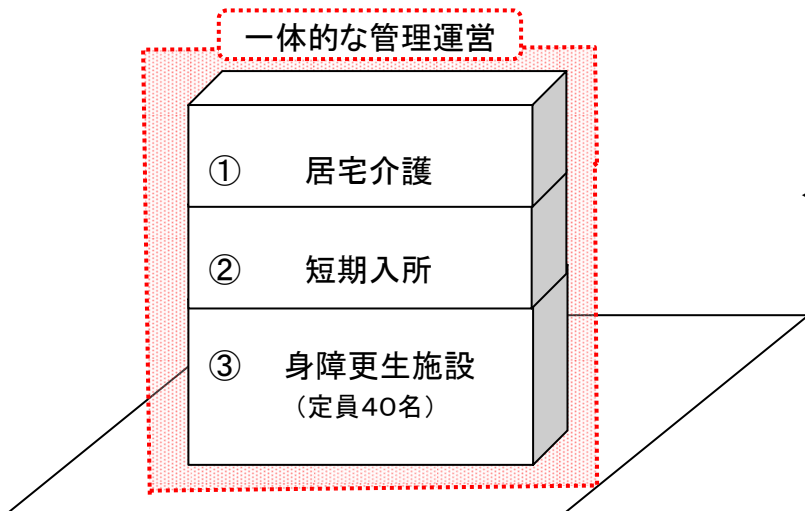 一体的な管理運営
① 居宅介護
② 短期入所
③ 身障更生施設
（定員40名）